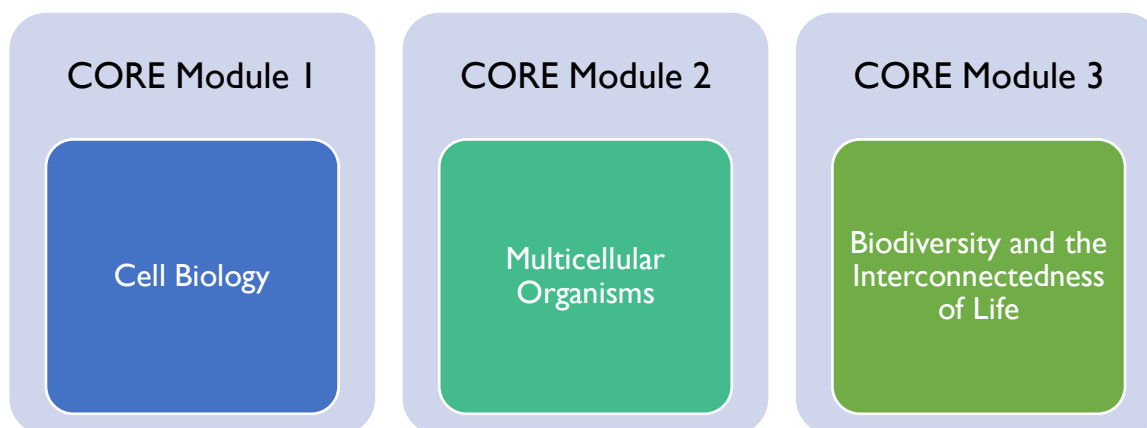 CORE Module 1
Cell Biology
CORE Module 2
Multicellular
Organisms
CORE Module 3
Biodiversity and the
Interconnectedness
of Life